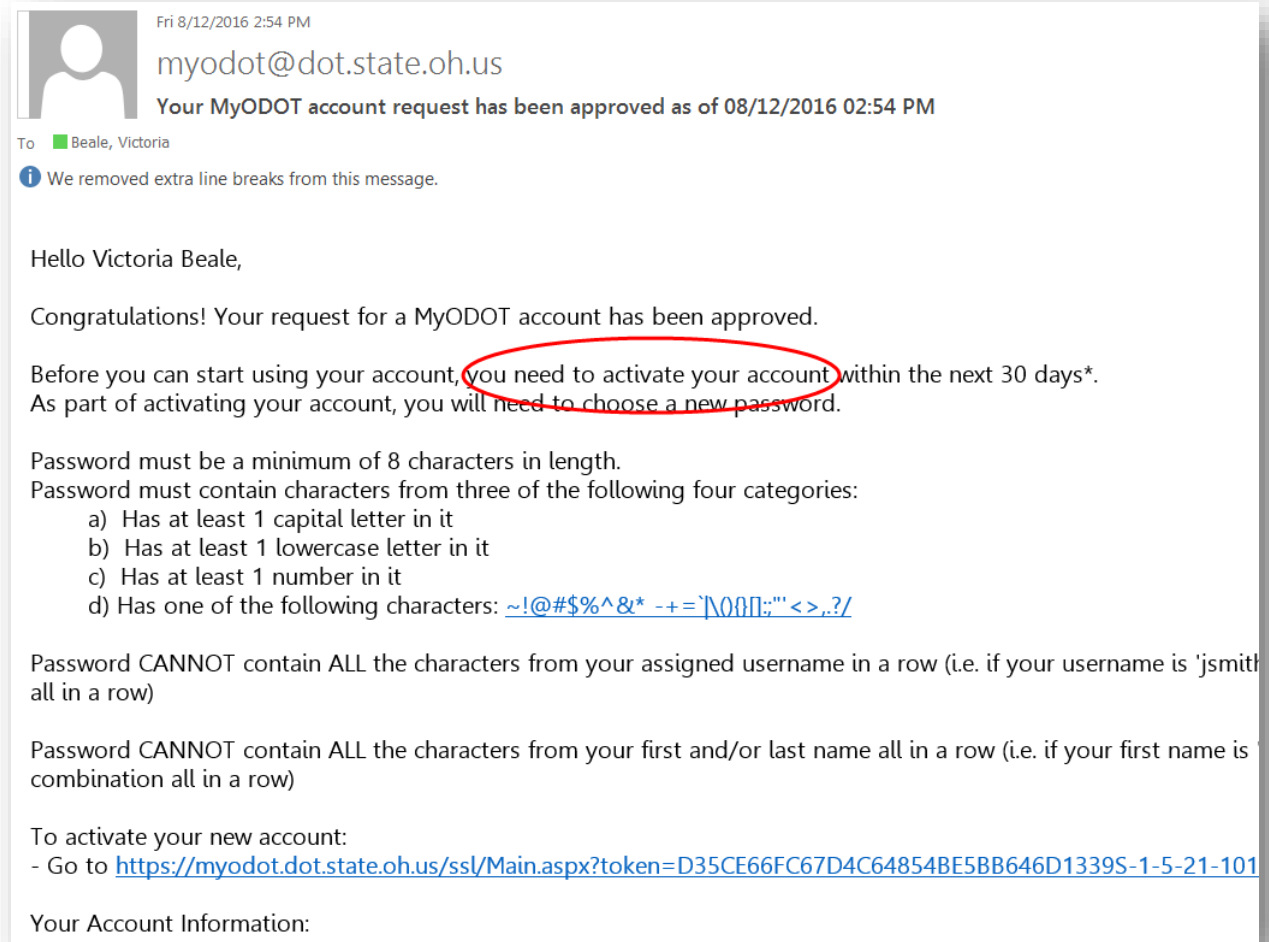 Fri 8/12/2016 2:54 PM
myodot@dot.state.oh.us
Your MyODOT account request has been approved as of 08/12/2016 02:54 PM
To Beale, Victoria
We removed extra line breaks from this message.
Hello Victoria Beale,
Congratulations! Your request for a MyODOT account has been approved.
Before you can start using your account, you need to activate your account within the next 30 days*.
As part of activating your account, you will need to choose a new password.
Password must be a minimum of 8 characters in length.
Password must contain characters from three of the following four categories:
a) Has at least 1 capital letter in it
b) Has at least 1 lowercase letter in it
c) Has at least 1 number in it
d) Has one of the following characters: ~!@#$%^&* -+=`|\(){}[]:;"'<>,.?/
Password CANNOT contain ALL the characters from your assigned username in a row (i.e. if your username is 'jsmith
all in a row)
Password CANNOT contain ALL the characters from your first and/or last name all in a row (i.e. if your first name is '
combination all in a row)
To activate your new account:
- Go to https://myodot.dot.state.oh.us/ssl/Main.aspx?token=D35CE66FC67D4C64854BE5BB646D1339S-1-5-21-101
Your Account Information: